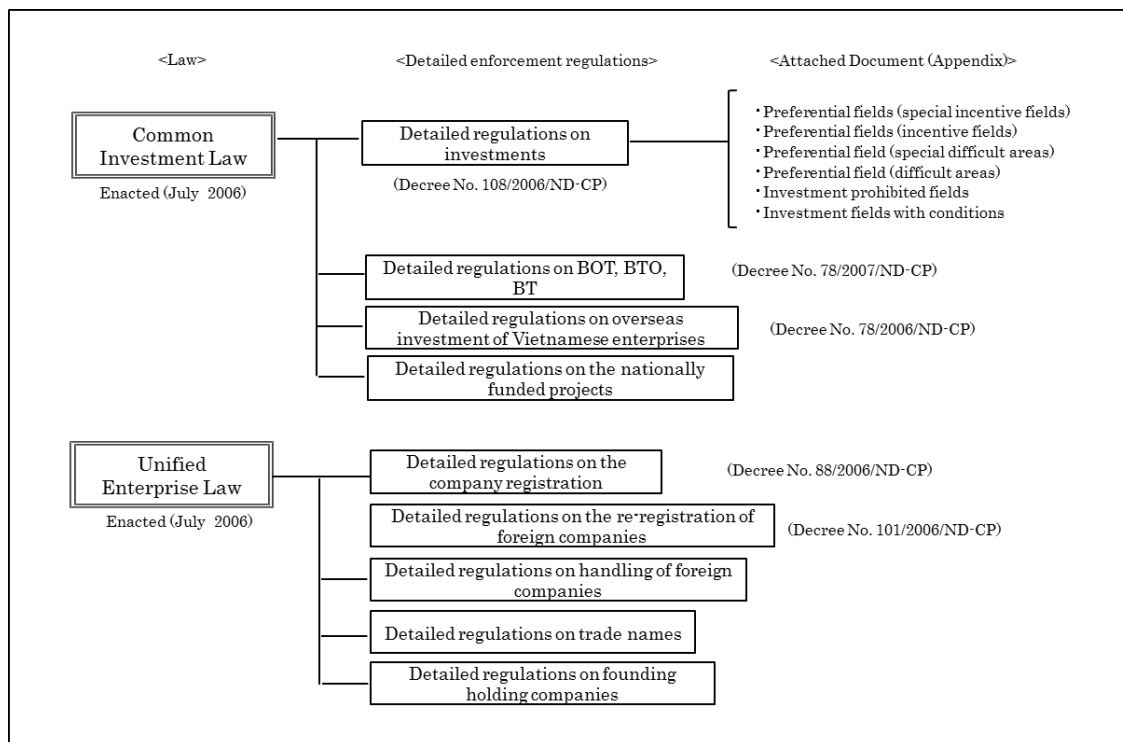 <Law>
<Detailed enforcement regulations>
<Attached Document (Appendix)>
Common
Investment Law
Enacted (July 2006)
Detailed regulations on
investments
(Decree No. 108/2006/ND-CP)
・Preferential fields (special incentive fields)
・Preferential fields (incentive fields)
・Preferential field (special difficult areas)
・Preferential field (difficult areas)
・Investment prohibited fields
・Investment fields with conditions
Detailed regulations on BOT, BTO,
BT
(Decree No. 78/2007/ND-CP)
Detailed regulations on overseas
investment of Vietnamese enterprises
(Decree No. 78/2006/ND-CP)
Detailed regulations on the nationally
funded projects
Unified
Enterprise Law
Enacted (July 2006)
Detailed regulations on the
company registration
(Decree No. 88/2006/ND-CP)
Detailed regulations on the re-registration of
foreign companies
(Decree No. 101/2006/ND-CP)
Detailed regulations on handling of foreign
companies
Detailed regulations on trade names
Detailed regulations on founding
holding companies